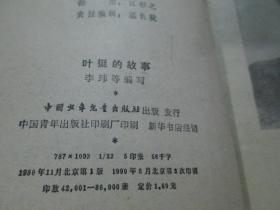 叶挺的故事
李玮等编写
*
中国少年儿童出版社出版 发行
中国青年出版社印刷厂印刷 新华书店经销
*
787×1092 1/32 5印张 56千字
1980年11月北京第1版 1990年6月北京第3次印刷
印数42,001—86,000册 定价1.60元